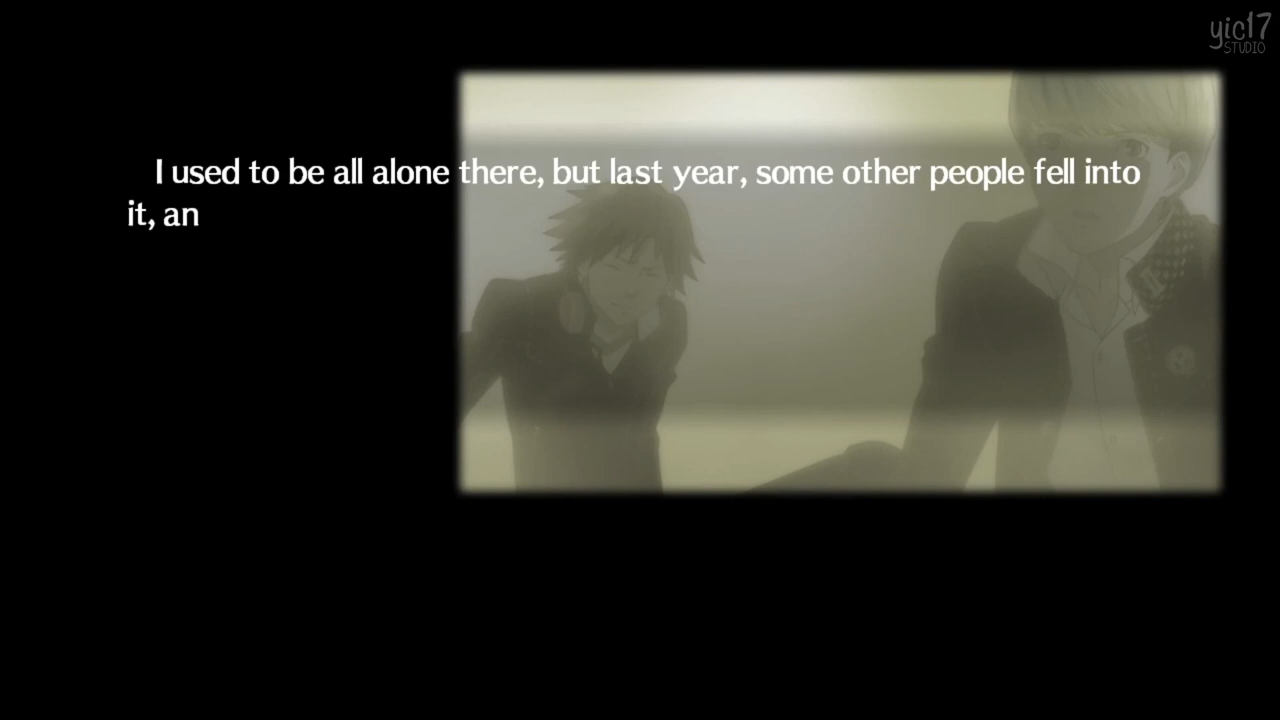 yic17
STUDIO
I used to be all alone there, but last year, some other people fell into
it, an